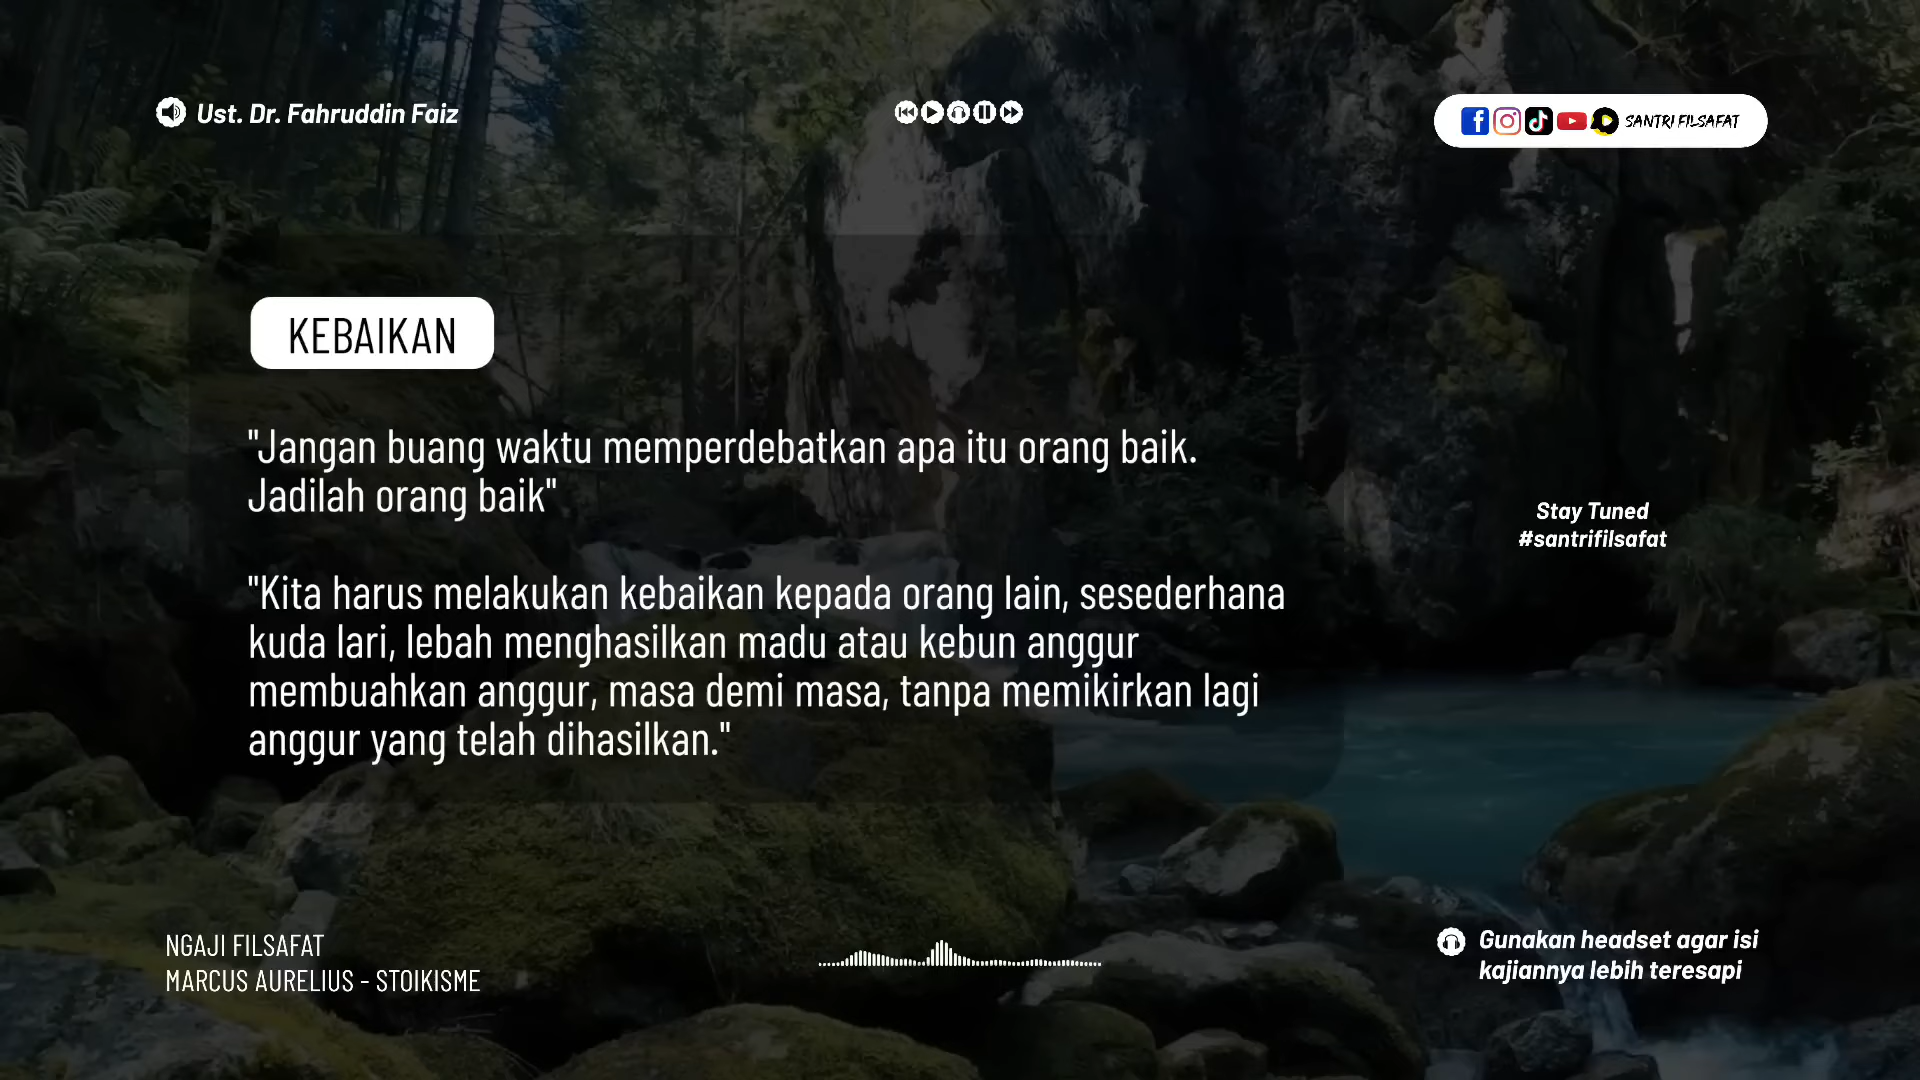 Ust. Dr. Fahruddin Faiz
SANTRI FILSAFAT
KEBAIKAN
"Jangan buang waktu memperdebatkan apa itu orang baik.
Jadilah orang baik"
"Kita harus melakukan kebaikan kepada orang lain, sesederhana
kuda lari, lebah menghasilkan madu atau kebun anggur
membuahkan anggur, masa demi masa, tanpa memikirkan lagi
anggur yang telah dihasilkan."
Stay Tuned
#santrifilsafat
NGAJI FILSAFAT
MARCUS AURELIUS - STOIKISME
Gunakan headset agar isi
kajiannya lebih teresapi